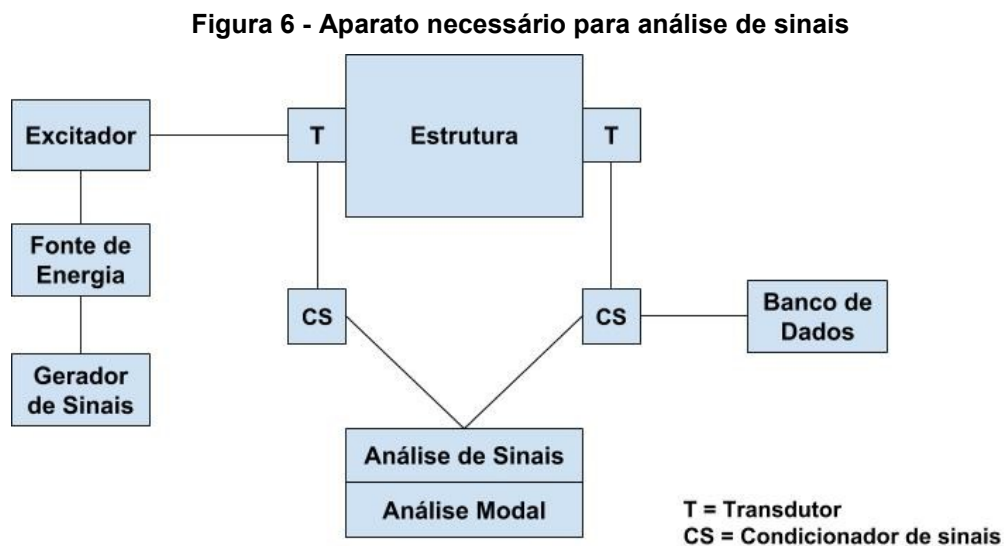 Figura 6 - Aparato necessário para análise de sinais
Excitador
T
Estrutura
T
Fonte de
Energia
CS
CS
Banco de
Dados
Gerador
de Sinais
Análise de Sinais
Análise Modal
T = Transdutor
CS = Condicionador de sinais